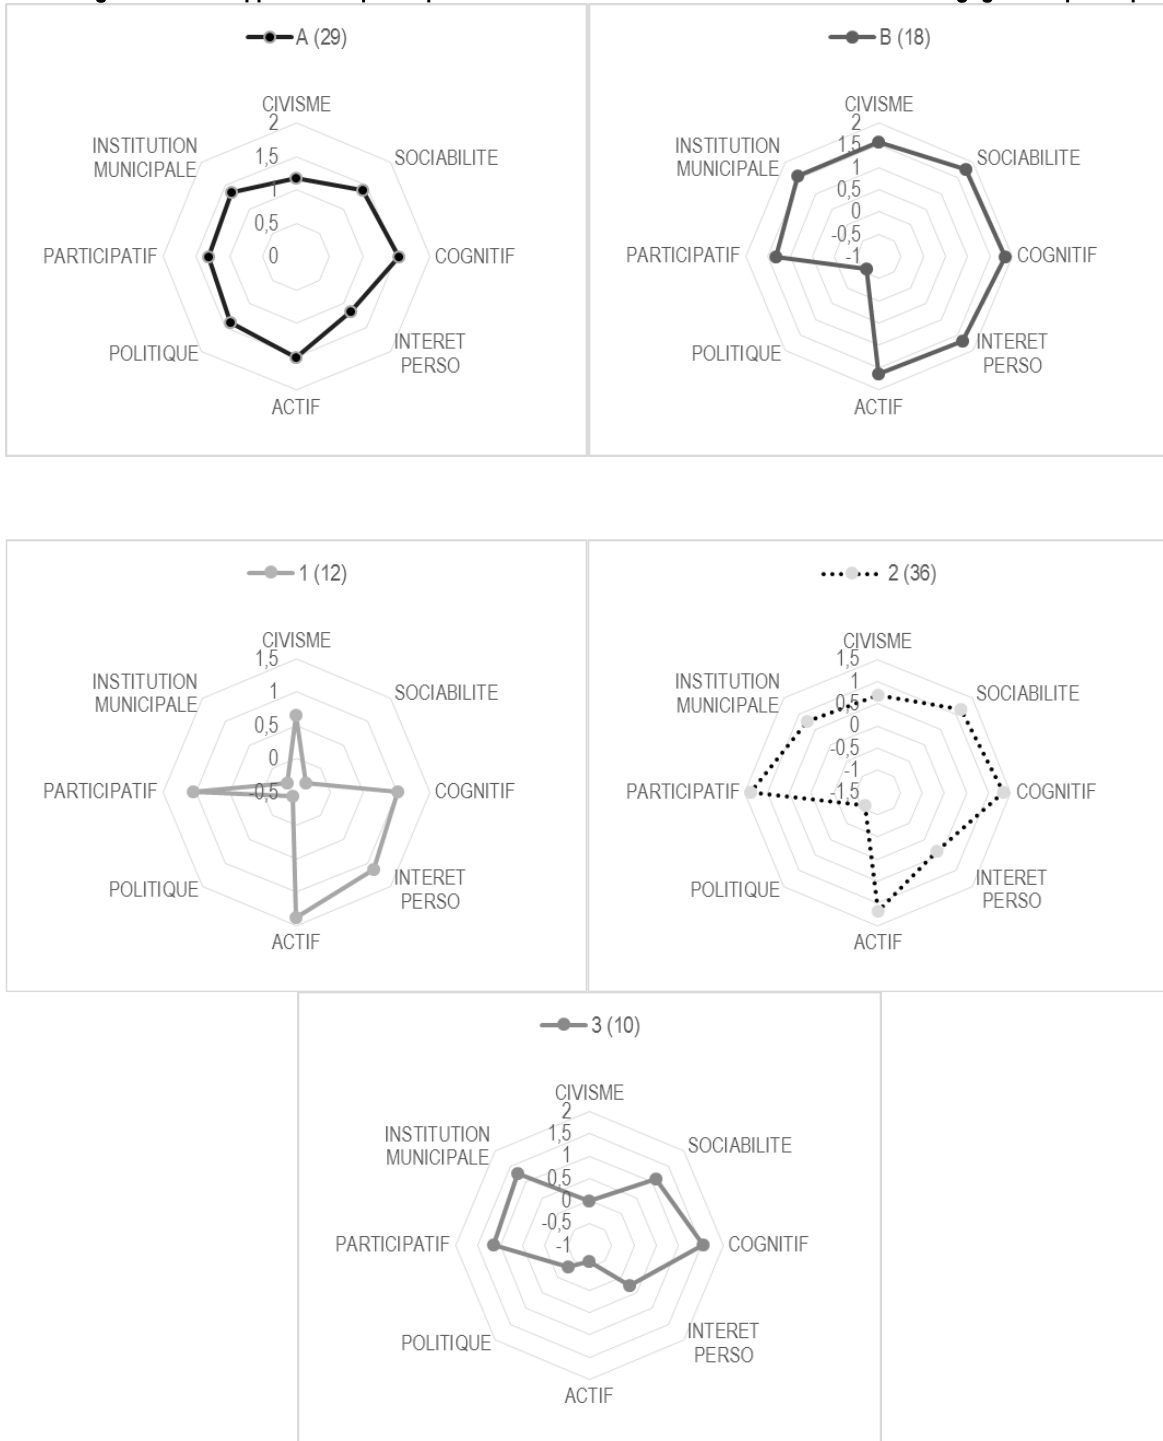 A (29)
CIVISME
2
1,5
1
0,5
0
SOCIABILITE
COGNITIF
INTERET
PERSO
ACTIF
POLITIQUE
PARTICIPATIF
INSTITUTION
MUNICIPALE
B (18)
CIVISME
2
1,5
1
0,5
0
-0,5
-1
SOCIABILITE
COGNITIF
INTERET
PERSO
ACTIF
POLITIQUE
PARTICIPATIF
INSTITUTION
MUNICIPALE
1 (12)
CIVISME
1,5
1
0,5
0
-0,5
SOCIABILITE
COGNITIF
INTERET
PERSO
ACTIF
POLITIQUE
PARTICIPATIF
INSTITUTION
MUNICIPALE
2 (36)
CIVISME
1,5
1
0,5
0
-0,5
-1
-1,5
SOCIABILITE
COGNITIF
INTERET
PERSO
ACTIF
POLITIQUE
PARTICIPATIF
INSTITUTION
MUNICIPALE
3 (10)
CIVISME
2
1,5
1
0,5
0
-0,5
-1
SOCIABILITE
COGNITIF
INTERET
PERSO
ACTIF
POLITIQUE
PARTICIPATIF
INSTITUTION
MUNICIPALE